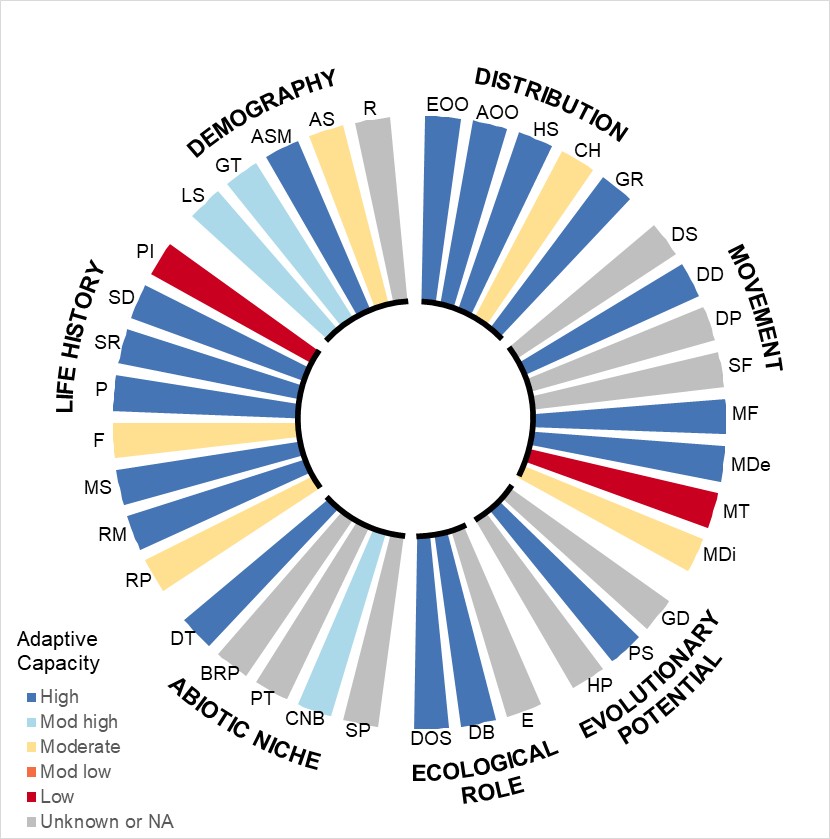 DISTRIBUTION
EOO
AOO
HS
CH
GR
MOVEMENT
DS
DD
DP
SF
MF
MDe
MT
MDi
EVOLUTIONARY
POTENTIAL
GD
PS
HP
ECOLOGICAL
ROLE
E
DB
DOS
ABIOTIC NICHE
SP
CNB
PT
BRP
DT
LIFE HISTORY
RP
RM
MS
F
P
SR
SD
PI
DEMOGRAPHY
LS
GT
ASM
AS
R
Adaptive
Capacity
High
Mod high
Moderate
Mod low
Low
Unknown or NA